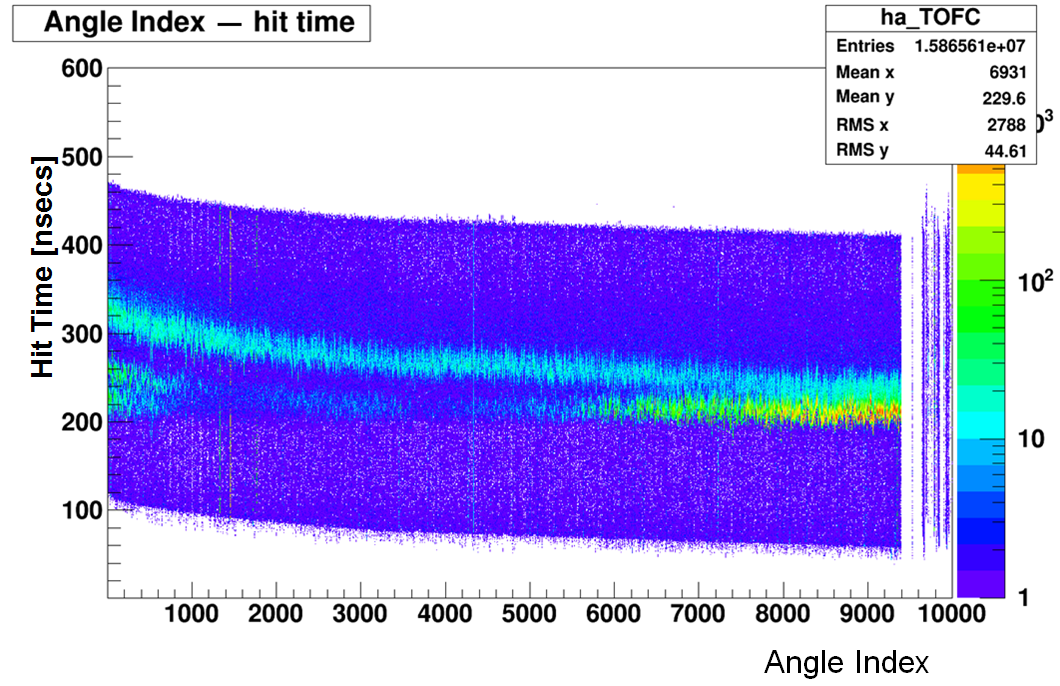 Angle Index — hit time
ha_TOFC
Entries 1.586561e+07
Mean x 6931
Mean y 229.6
RMS x 2788
RMS y 44.61
Hit Time [nsecs]
600
500
400
300
200
100
1000 2000 3000 4000 5000 6000 7000 8000 9000 10000
Angle Index
03
10²
10
1